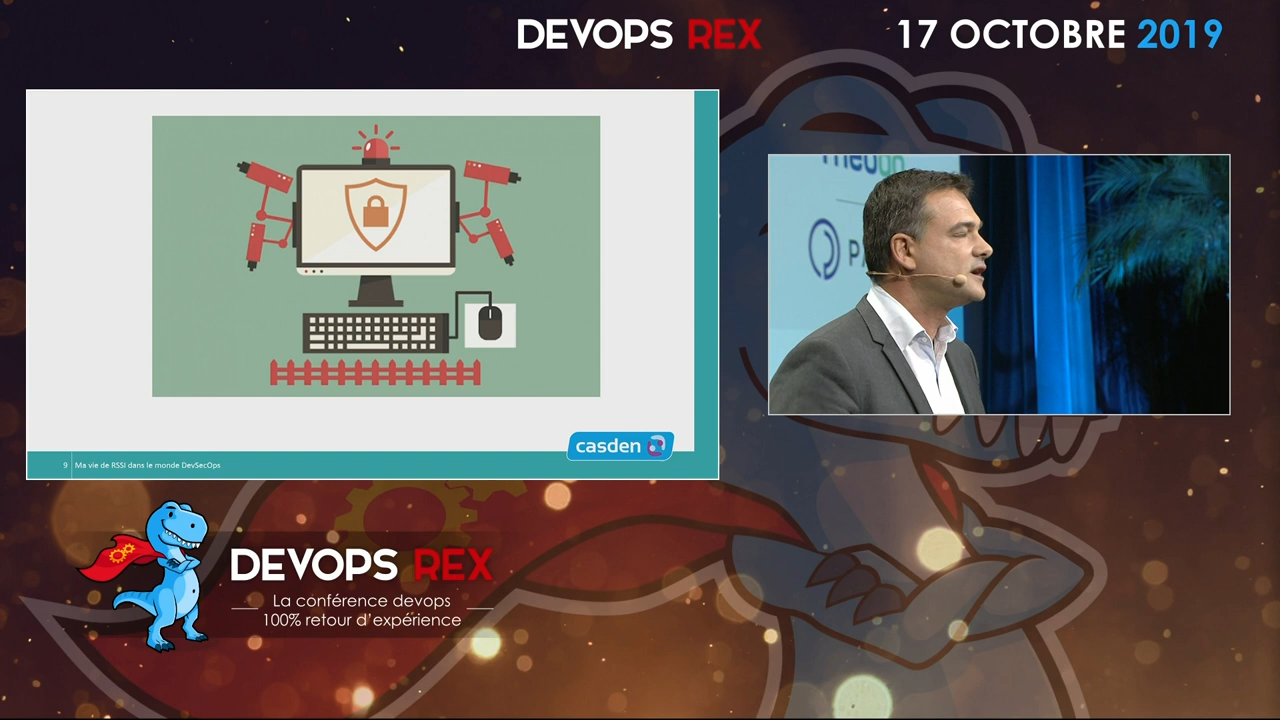 DEVOPS REX
17 OCTOBRE 2019
casden
9 Ma vie de RSSI dans le monde DevSecOps
DEVOPS REX
La conférence devops
100% retour d'expérience